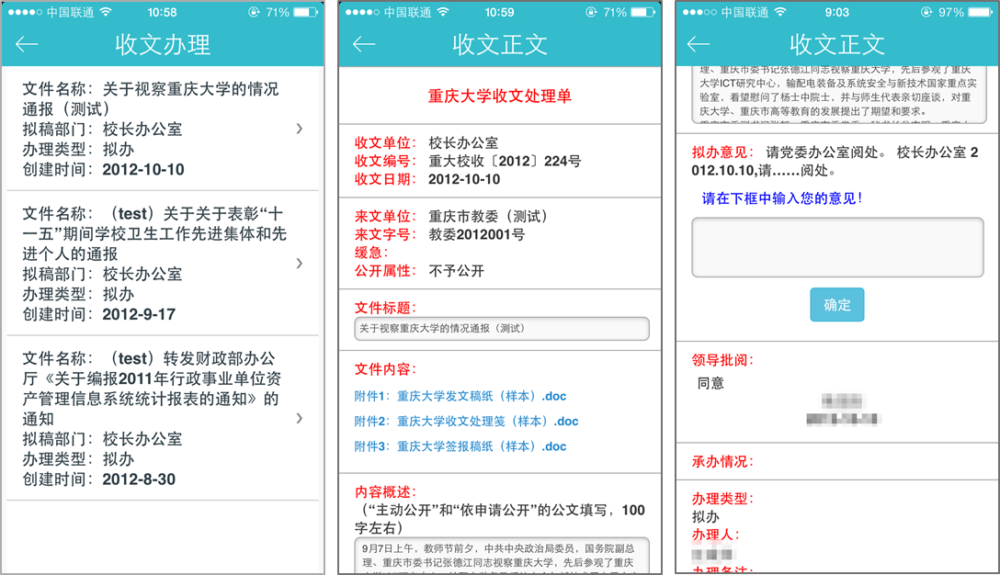 中国联通 10:58 71%
收文办理
文件名称：关于视察重庆大学的情况
通报（测试）
拟稿部门：校长办公室
办理类型：拟办
创建时间：2012-10-10
文件名称：（test）关于关于表彰“十
一五”期间学校卫生工作先进集体和先
进个人的通报
拟稿部门：校长办公室
办理类型：拟办
创建时间：2012-9-17
文件名称：（test）转发财政部办公
厅《关于编报2011年行政事业单位资
产管理信息系统统计报表的通知》的
通知
拟稿部门：校长办公室
办理类型：拟办
创建时间：2012-8-30
中国联通 10:59 71%
收文正文
重庆大学收文处理单
收文单位： 校长办公室
收文编号： 重大校收〔2012〕224号
收文日期： 2012-10-10
来文单位： 重庆市教委（测试）
来文字号： 教委2012001号
缓急：
公开属性： 不予公开
文件标题：
关于视察重庆大学的情况通报（测试）
文件内容：
附件1：重庆大学发文稿纸（样本）.doc
附件2：重庆大学收文处理笺（样本）.doc
附件3：重庆大学签报稿纸（样本）.doc
内容概述：
（“主动公开”和“依申请公开”的公文填写，100
字左右）
9月7日上午，教师节前夕，中共中央政治局委员，国务院副总
理、重庆市委书记张德江同志视察重庆大学，先后参观了重庆
中国联通 9:03 97%
收文正文
理、重庆市委书记张德江同志视察重庆大学，先后参观了重庆
大学ICT研究中心，输配电装备及系统安全与新技术国家重点实
验室，看望慰问了杨士中院士，并与师生代表亲切座谈，对重
庆大学、重庆市高等教育的发展提出了期望和要求。
拟办意见： 请党委办公室阅处。 校长办公室 2
012.10.10,请……阅处。
请在下框中输入您的意见！
确定
领导批阅：
同意
承办情况：
办理类型：
拟办
办理人：
办理备注：